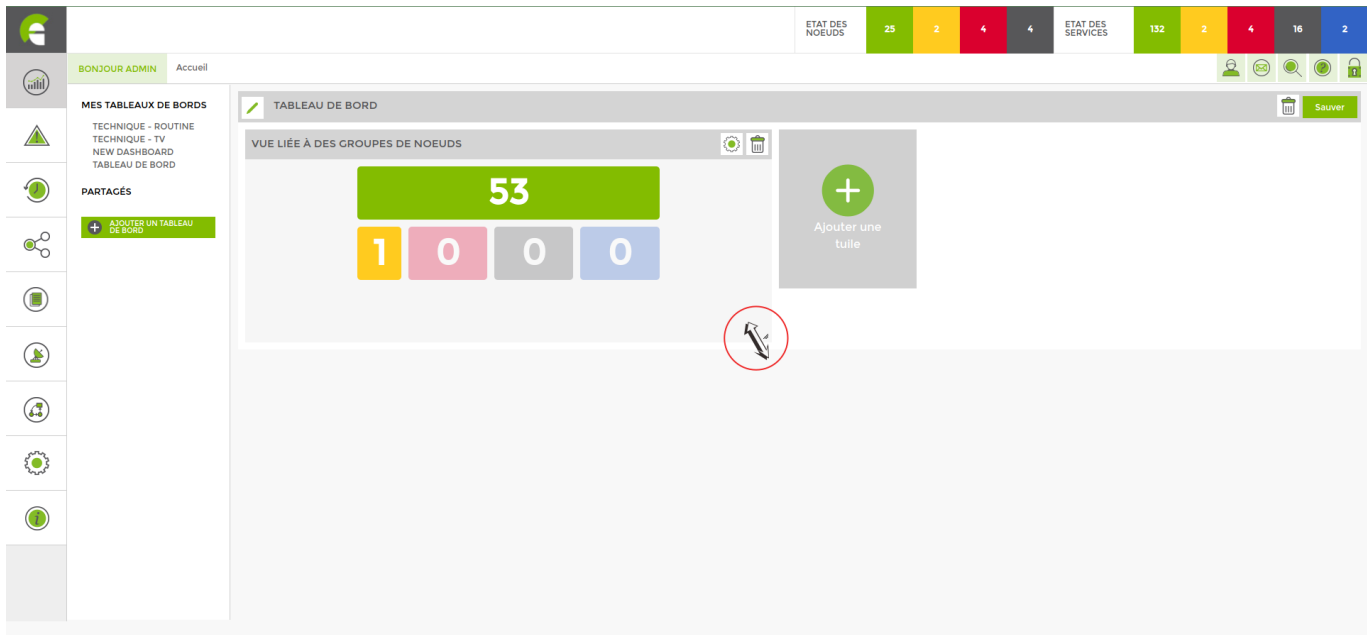 ETAT DES
NOEUDS
25
2
4
4
ETAT DES
SERVICES
132
2
4
16
2
BONJOUR ADMIN
Accueil
MES TABLEAUX DE BORDS
TECHNIQUE - ROUTINE
TECHNIQUE - TV
NEW DASHBOARD
TABLEAU DE BORD
PARTAGÉS
AJOUTER UN TABLEAU
DE BORD
TABLEAU DE BORD
Sauver
VUE LIÉE À DES GROUPES DE NOEUDS
53
1
0
0
0
Ajouter une
tuile